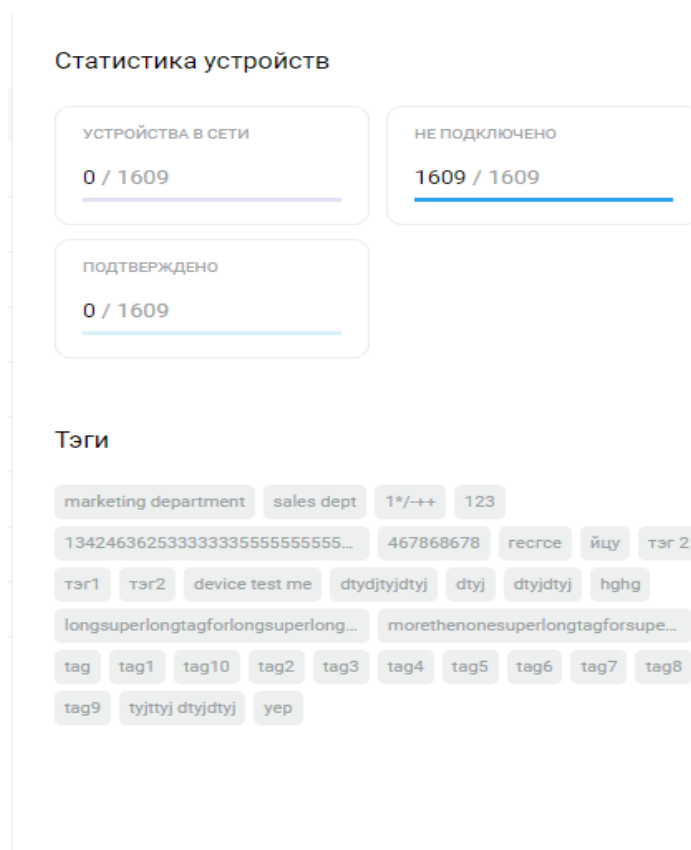 Статистика устройств
УСТРОЙСТВА В СЕТИ
0 / 1609
НЕ ПОДКЛЮЧЕНО
1609 / 1609
ПОДТВЕРЖДЕНО
0 / 1609
Тэги
marketing department sales dept 1*/-++ 123
134246362533333335555555555... 467868678 гесгсе йцу тэг 2
тэг1 тэг2 device test me dtydjtyjdtyj dtyj dtyjdtyj hghg
longsuperlongtagforlongsuperlong... morethenonesuperlongtagforsupe...
tag tag1 tag10 tag2 tag3 tag4 tag5 tag6 tag7 tag8
tag9 tyjttyj dtyjdtyj yep